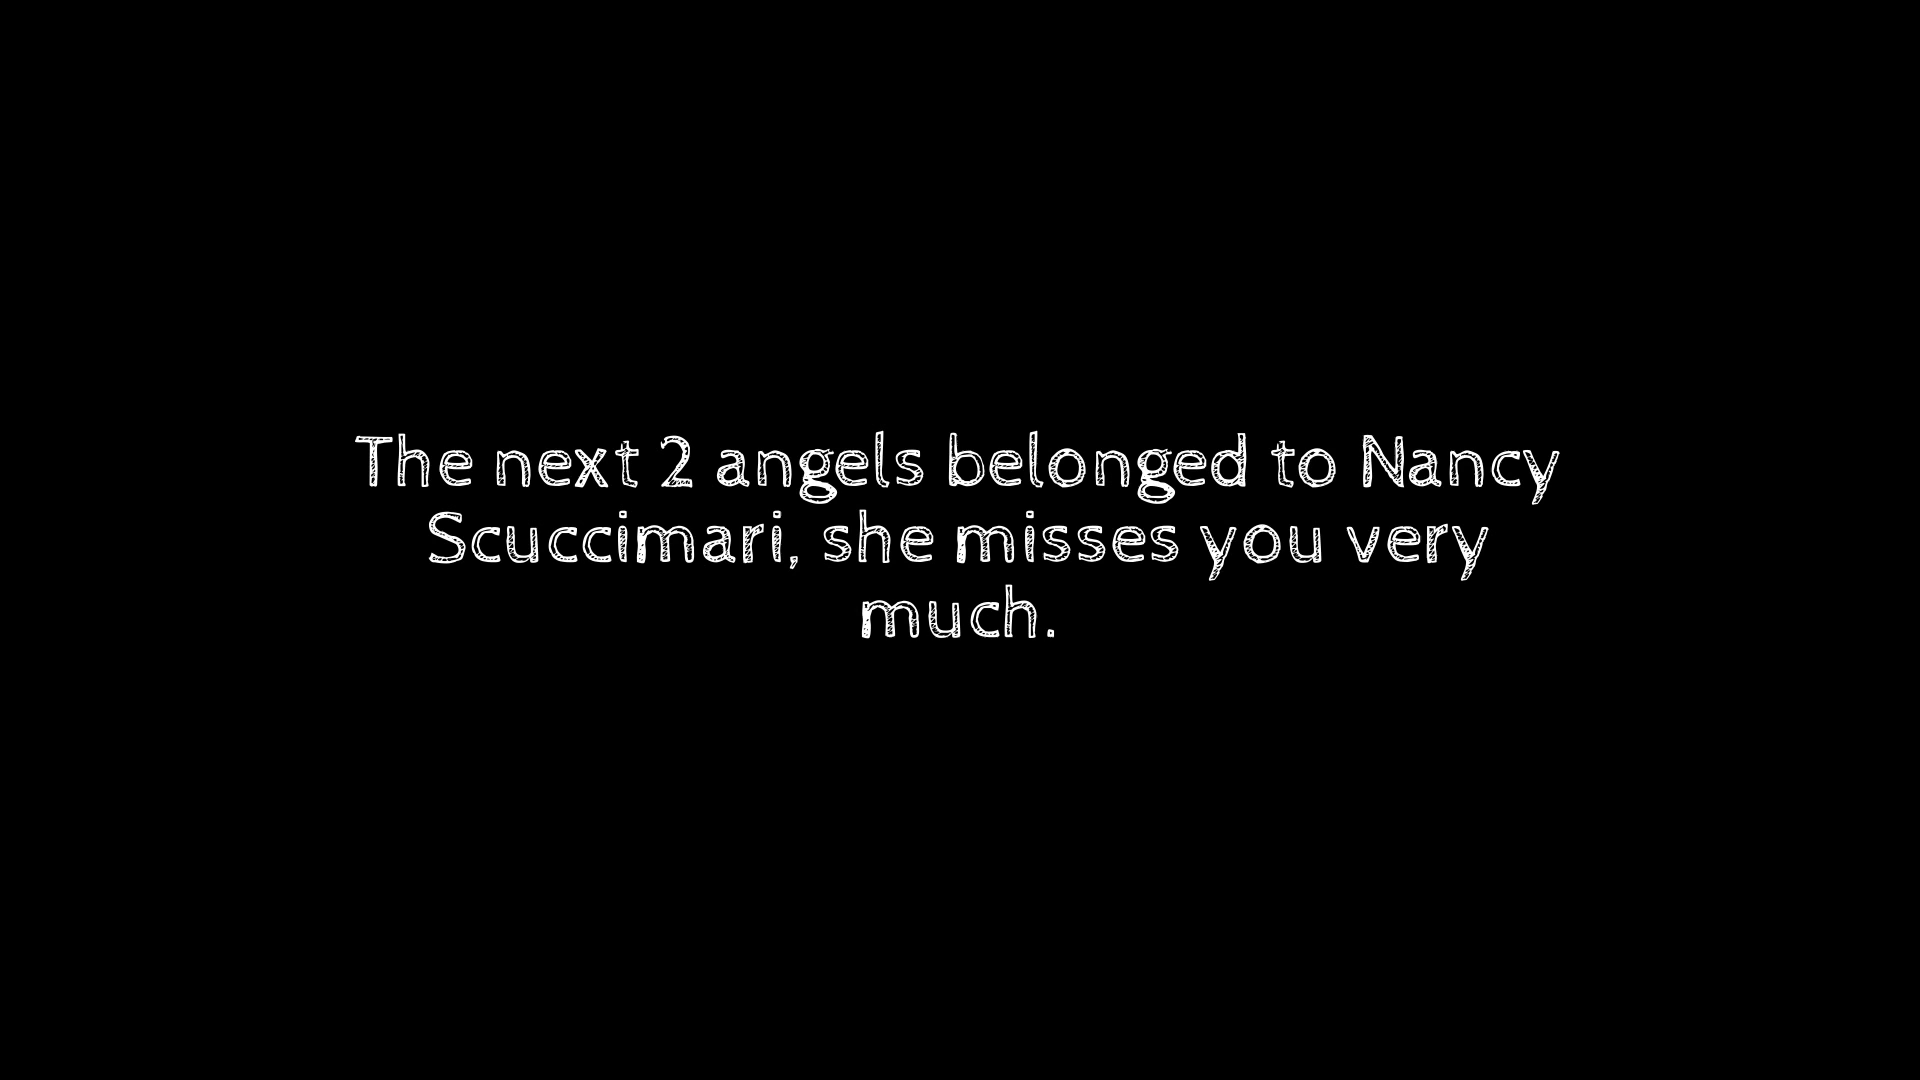 The next 2 angels belonged to Nancy
Scuccimari, she misses you very
much.